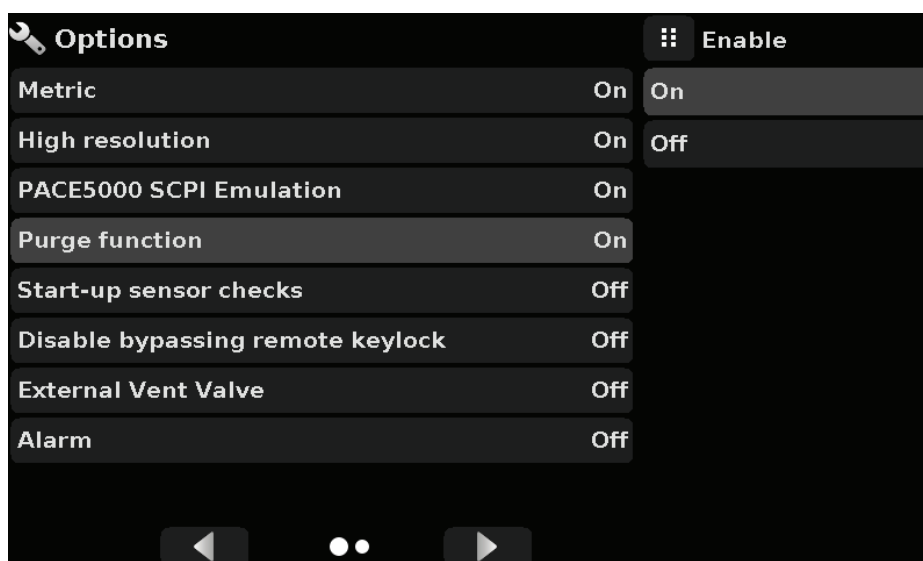 Options
Metric On
High resolution On
PACE5000 SCPI Emulation On
Purge function On
Start-up sensor checks Off
Disable bypassing remote keylock Off
External Vent Valve Off
Alarm Off
Enable
On
Off